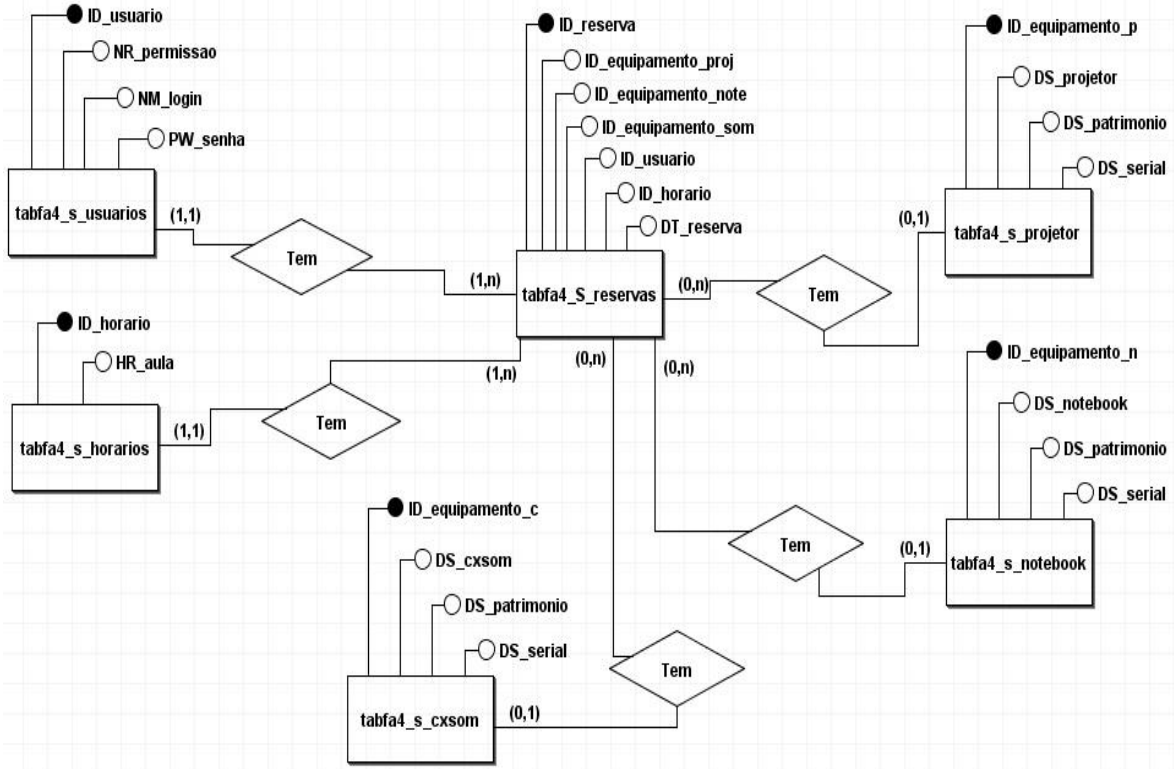 ID_usuario
NR_permissao
NM_login
PW_senha
tabfa4_s_usuarios
(1,1)
Tem
(1,n)
ID_reserva
ID_equipamento_proj
ID_equipamento_note
ID_equipamento_som
ID_usuario
ID_horario
DT_reserva
tabfa4_S_reservas
(0,n)
Tem
(0,1)
ID_equipamento_p
DS_projetor
DS_patrimonio
DS_serial
tabfa4_s_projetor
ID_horario
HR_aula
tabfa4_s_horarios
(1,1)
Tem
(1,n)
(0,n)
(0,n)
ID_equipamento_n
DS_notebook
DS_patrimonio
DS_serial
tabfa4_s_notebook
(0,1)
Tem
ID_equipamento_c
DS_cxsom
DS_patrimonio
DS_serial
tabfa4_s_cxsom
(0,1)
Tem